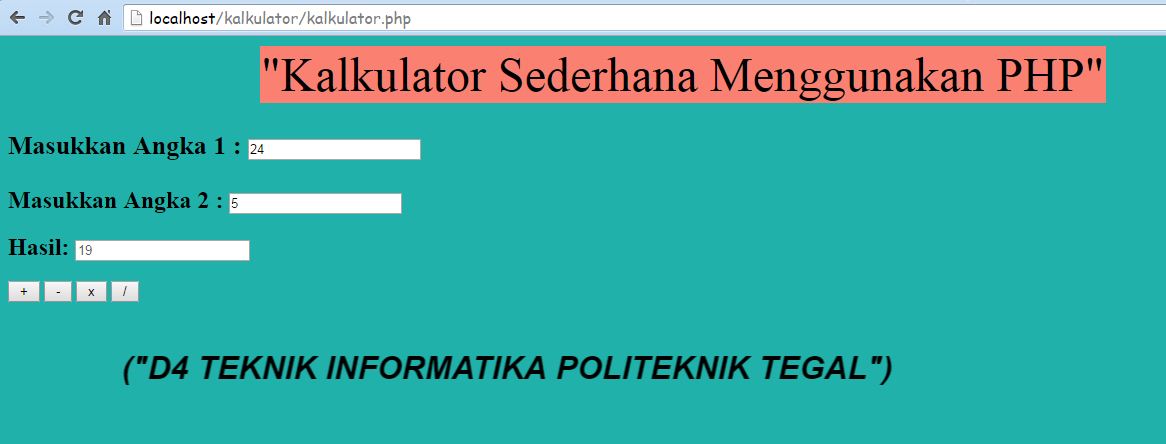 localhost/kalkulator/kalkulator.php
"Kalkulator Sederhana Menggunakan PHP"
Masukkan Angka 1 : 24
Masukkan Angka 2 : 5
Hasil: 19
+ - x /
("D4 TEKNIK INFORMATIKA POLITEKNIK TEGAL")